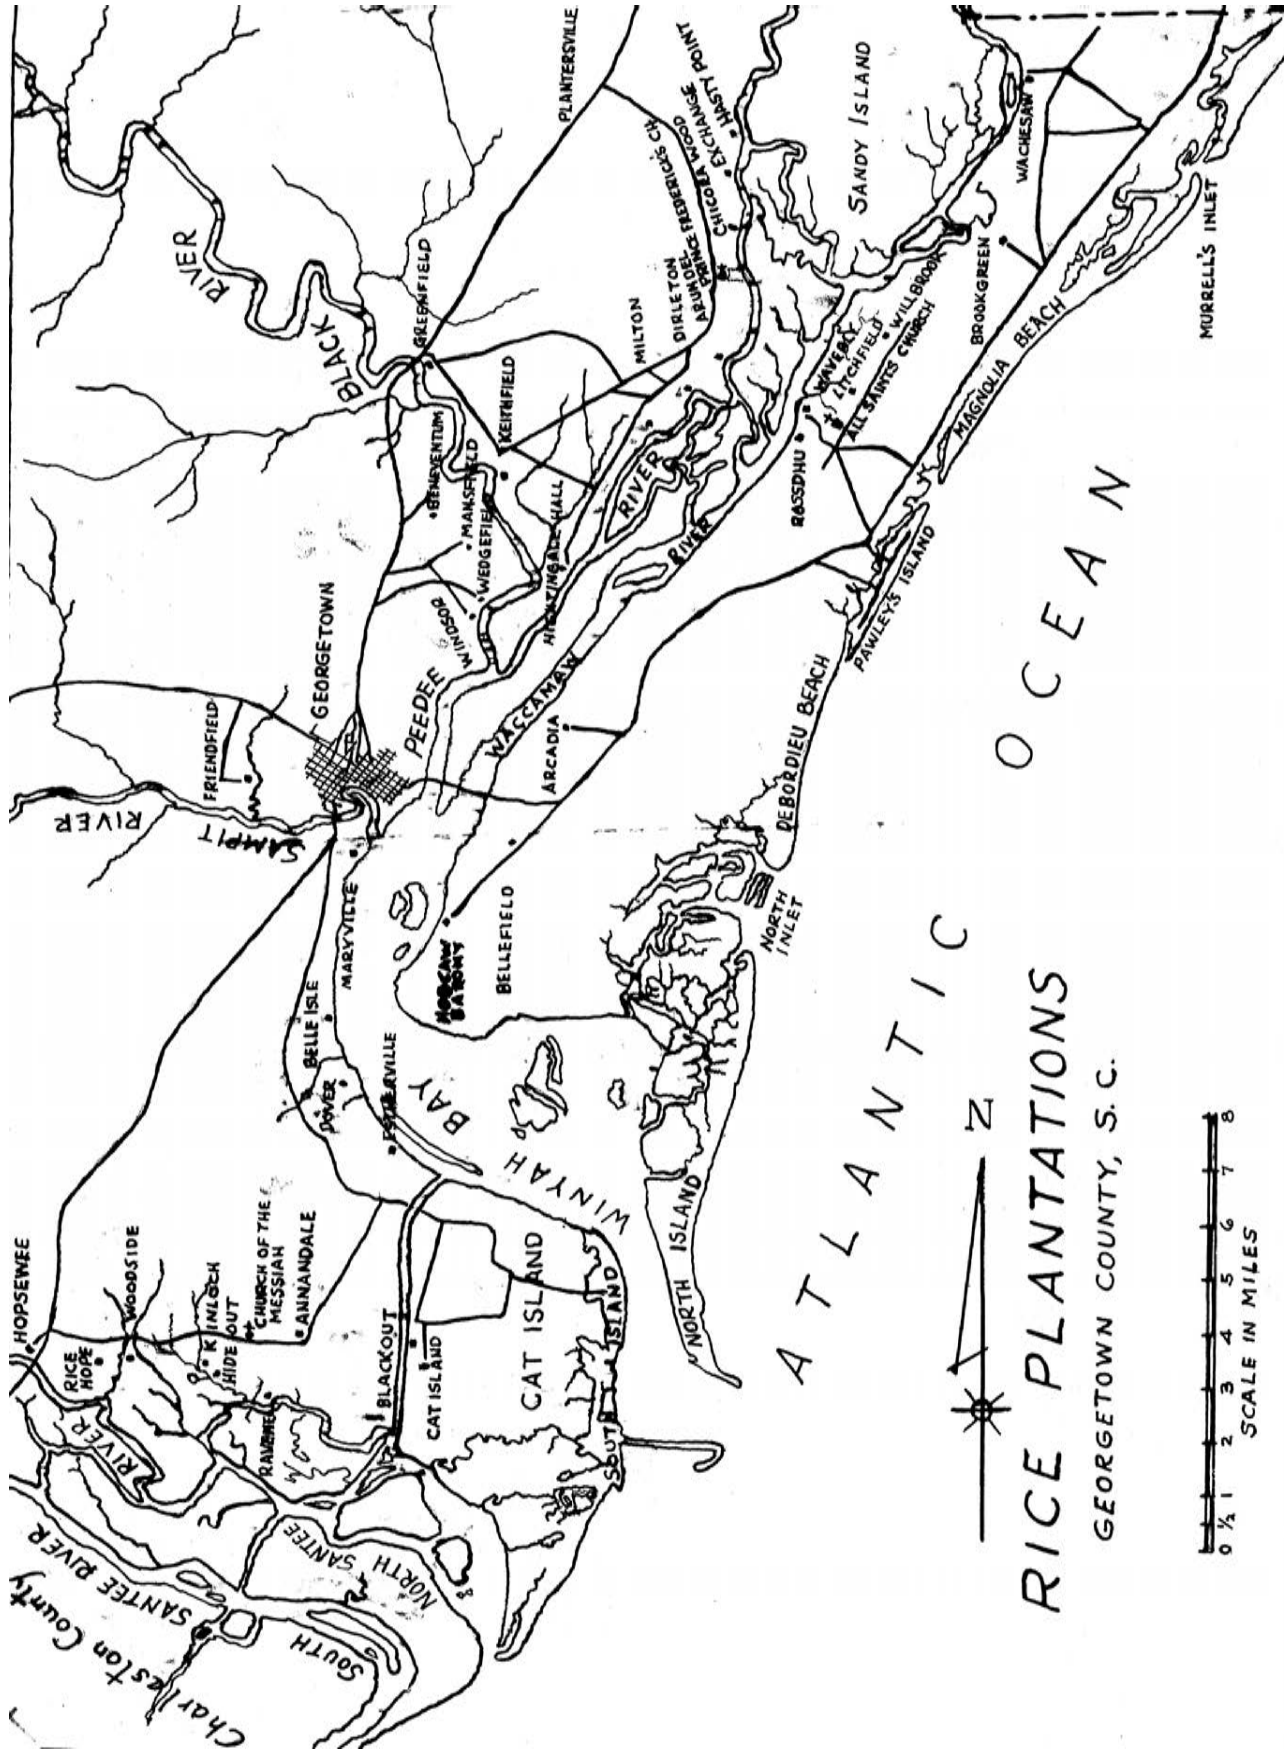 RICE PLANTATIONS
GEORGETOWN COUNTY, S. C.
N
0 ½ 1 2 3 4 5 6 7 8
SCALE IN MILES
ATLANTIC OCEAN
Charleston County
SOUTH SANTEE RIVER
NORTH SANTEE RIVER
HOPSEWEE
RICE
HOPE
WOODSIDE
KINLOCH
HIDE OUT
CHURCH OF THE
MESSIAH
ANNANDALE
RAVENEL
BLACKOUT
CAT ISLAND
CAT ISLAND
SOUTH ISLAND
NORTH ISLAND
WINYAH BAY
ESTHERVILLE
DOVER
BELLE ISLE
MARYVILLE
HOBCAW
BARONY
BELLEFIELD
NORTH
INLET
DEBORDIEU BEACH
ARCADIA
SAMPIT RIVER
FRIENDFIELD
GEORGETOWN
PEEDEE RIVER
WACCAMAW RIVER
WINDSOR
WEDGEFIELD
MANSFIELD
BENEVENTUM
NIGHTINGALE HALL
KEITHFIELD
GREENFIELD
BLACK RIVER
MILTON
DIRLETON
ARUNDEL
PRINCE FREDERICK'S CH.
CHICORA WOOD
EXCHANGE
HASTY POINT
PLANTERSVILLE
SANDY ISLAND
ROSSDHU
WAVERLY
LITCHFIELD
ALL SAINTS CHURCH
WILLBROOK
BROOKGREEN
WACHESAW
PAWLEY'S ISLAND
MAGNOLIA BEACH
MURRELL'S INLET